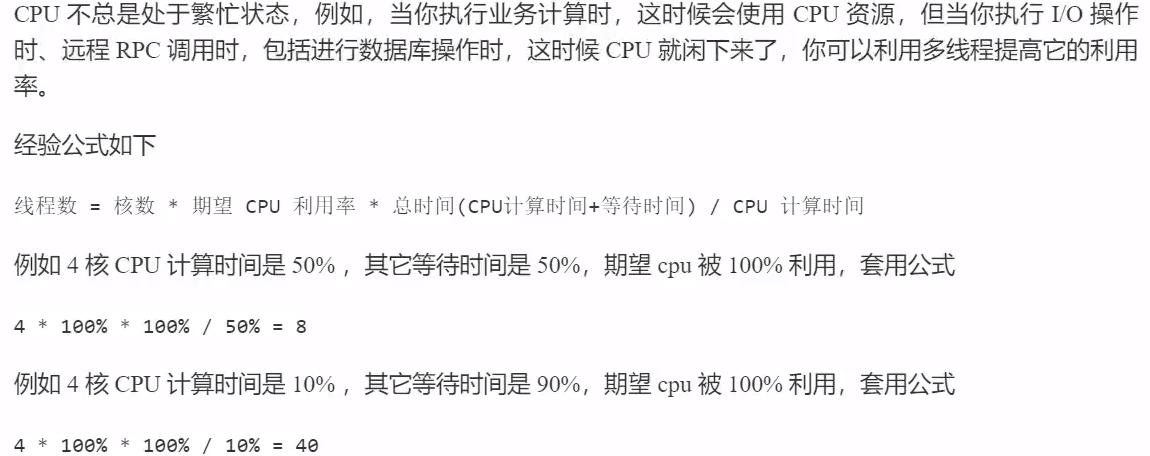 CPU 不总是处于繁忙状态，例如，当你执行业务计算时，这时候会使用 CPU 资源，但当你执行 I/O 操作
时、远程 RPC 调用时，包括进行数据库操作时，这时候 CPU 就闲下来了，你可以利用多线程提高它的利用
率。
经验公式如下
线程数 = 核数 * 期望 CPU 利用率 * 总时间(CPU计算时间+等待时间) / CPU 计算时间
例如 4 核 CPU 计算时间是 50% ，其它等待时间是 50%，期望 cpu 被 100% 利用，套用公式
4 * 100% * 100% / 50% = 8
例如 4 核 CPU 计算时间是 10% ，其它等待时间是 90%，期望 cpu 被 100% 利用，套用公式
4 * 100% * 100% / 10% = 40